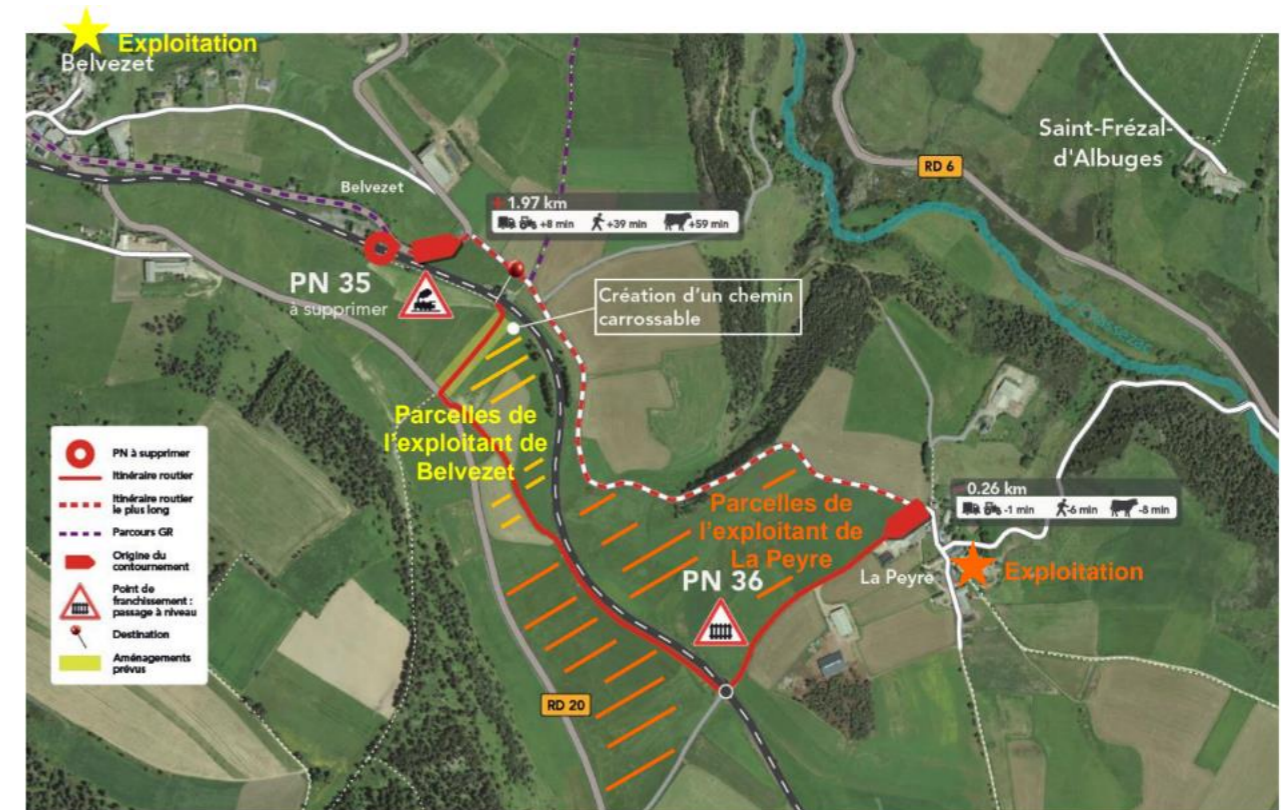 Exploitation
Belvezet
Saint-Frézal-
d'Albuges
RD 6
Belvezet
+ 1.97 km
+8 min +39 min +59 min
PN 35
à supprimer
Création d'un chemin
carrossable
Le Chassezac
Parcelles de
l'exploitant de
Belvezet
PN à supprimer
Itinéraire routier
Itinéraire routier
le plus long
Parcours GR
Origine du
contournement
Point de
franchissement :
passage à niveau
Destination
Aménagements
prévus
0.26 km
-1 min -6 min -8 min
Parcelles de
l'exploitant de
La Peyre
PN 36
La Peyre
Exploitation
RD 20